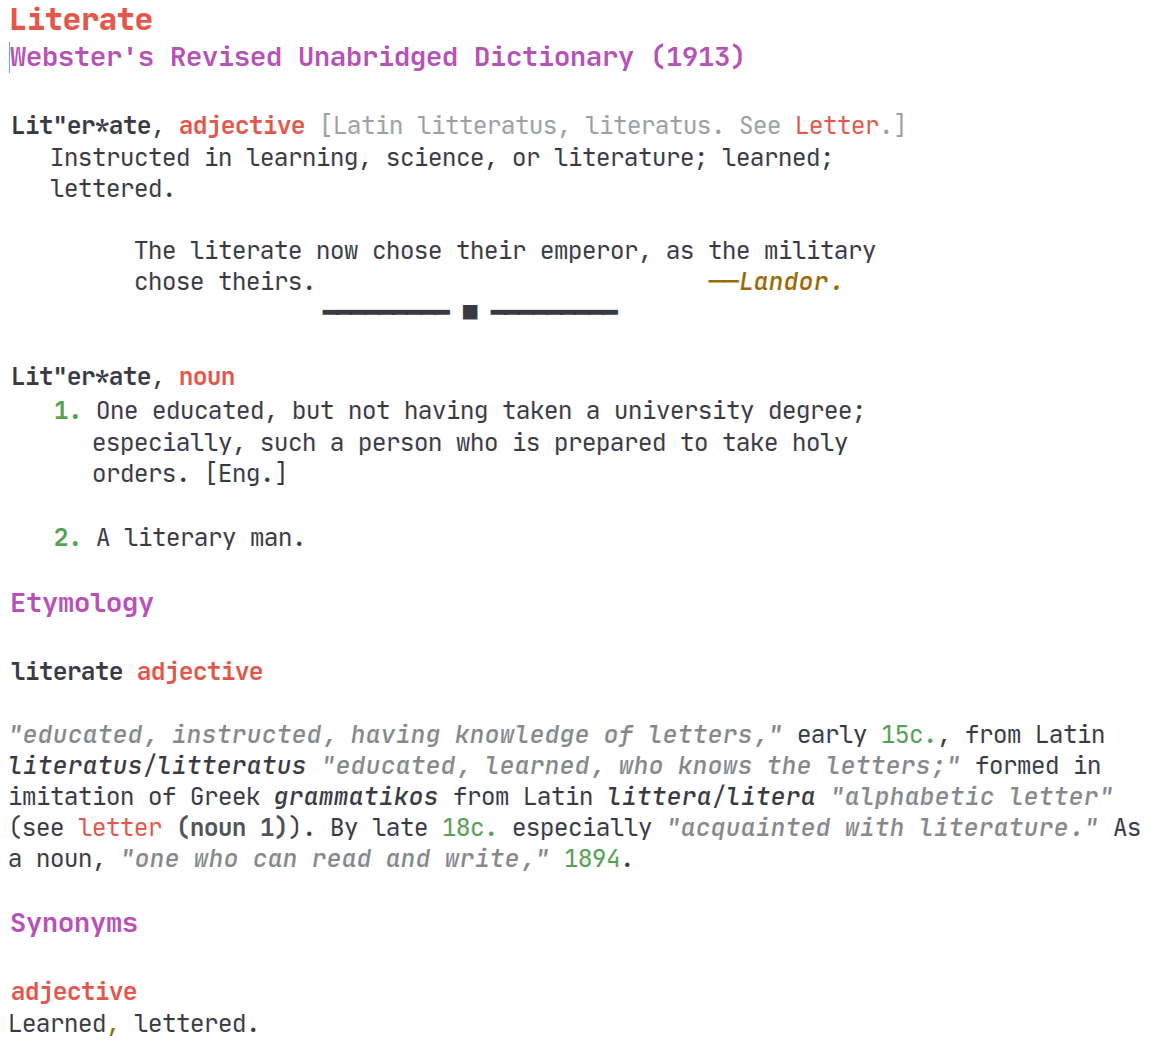 Literate
Webster's Revised Unabridged Dictionary (1913)
Lit"er*ate, adjective [Latin litteratus, literatus. See Letter.]
Instructed in learning, science, or literature; learned;
lettered.
The literate now chose their emperor, as the military
chose theirs. —Landor.
Lit"er*ate, noun
1. One educated, but not having taken a university degree;
especially, such a person who is prepared to take holy
orders. [Eng.]
2. A literary man.
Etymology
literate adjective
"educated, instructed, having knowledge of letters," early 15c., from Latin
literatus/litteratus "educated, learned, who knows the letters;" formed in
imitation of Greek grammatikos from Latin littera/litera "alphabetic letter"
(see letter (noun 1)). By late 18c. especially "acquainted with literature." As
a noun, "one who can read and write," 1894.
Synonyms
adjective
Learned, lettered.